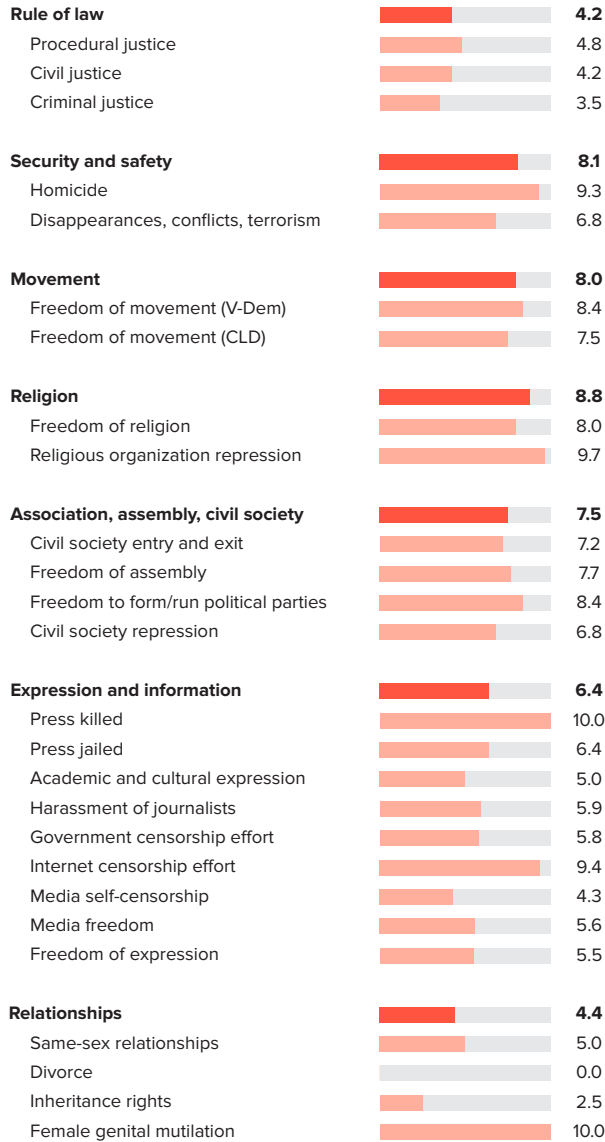 Rule of law 4.2
Procedural justice 4.8
Civil justice 4.2
Criminal justice 3.5
Security and safety 8.1
Homicide 9.3
Disappearances, conflicts, terrorism 6.8
Movement 8.0
Freedom of movement (V-Dem) 8.4
Freedom of movement (CLD) 7.5
Religion 8.8
Freedom of religion 8.0
Religious organization repression 9.7
Association, assembly, civil society 7.5
Civil society entry and exit 7.2
Freedom of assembly 7.7
Freedom to form/run political parties 8.4
Civil society repression 6.8
Expression and information 6.4
Press killed 10.0
Press jailed 6.4
Academic and cultural expression 5.0
Harassment of journalists 5.9
Government censorship effort 5.8
Internet censorship effort 9.4
Media self-censorship 4.3
Media freedom 5.6
Freedom of expression 5.5
Relationships 4.4
Same-sex relationships 5.0
Divorce 0.0
Inheritance rights 2.5
Female genital mutilation 10.0